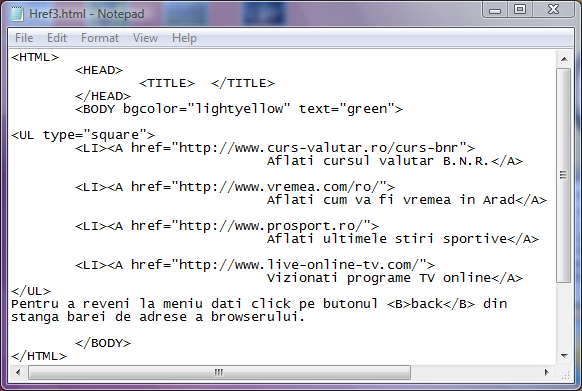 Href3.html - Notepad
File Edit Format View Help
<HTML>
<HEAD>
<TITLE> </TITLE>
</HEAD>
<BODY bgcolor="lightyellow" text="green">
<UL type="square">
<LI><A href="http://www.curs-valutar.ro/curs-bnr">
Aflati cursul valutar B.N.R.</A>
<LI><A href="http://www.vremea.com/ro/">
Aflati cum va fi vremea in Arad</A>
<LI><A href="http://www.prosport.ro/">
Aflati ultimele stiri sportive</A>
<LI><A href="http://www.live-online-tv.com/">
Vizionati programe TV online</A>
</UL>
Pentru a reveni la meniu dati click pe butonul <B>back</B> din
stanga barei de adrese a browserului.
</BODY>
</HTML>